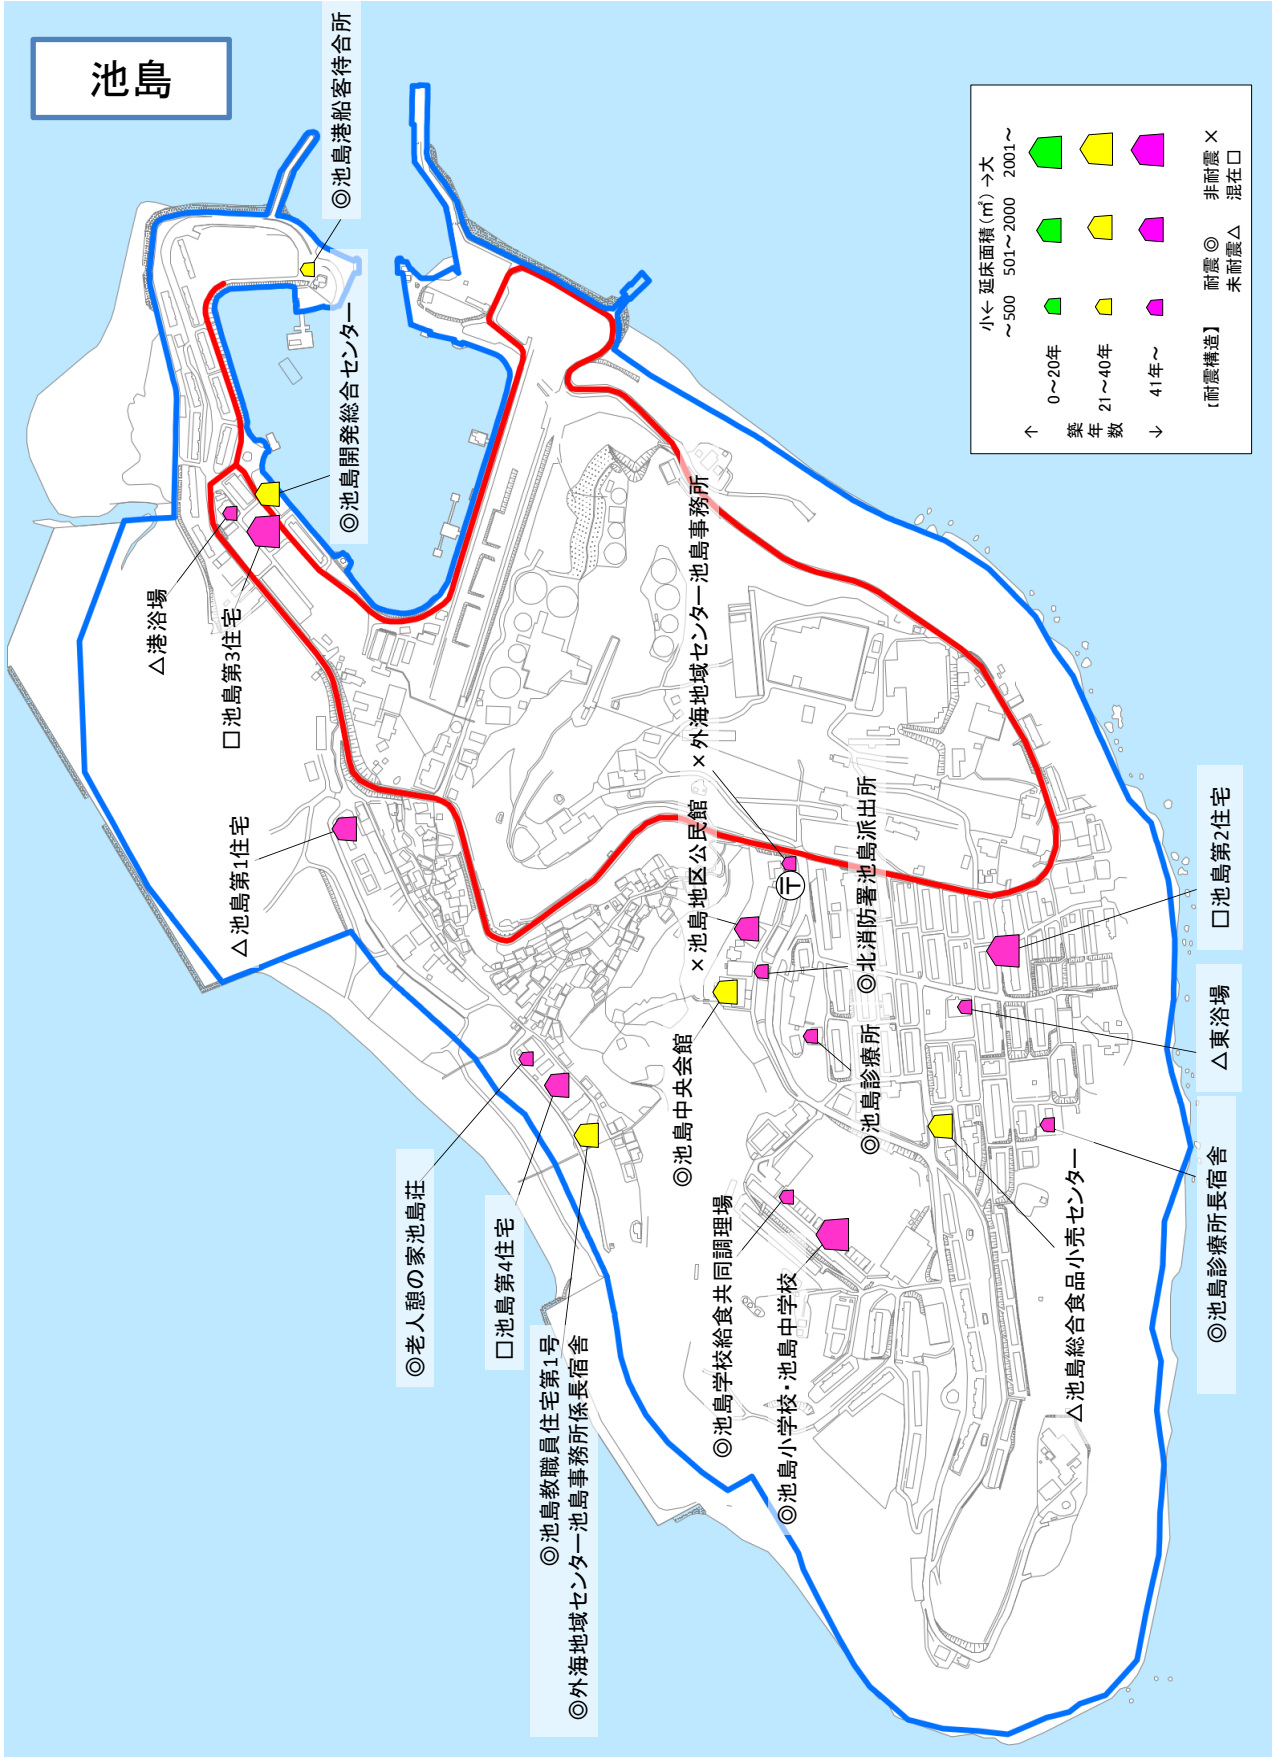 池島
◎池島港船客待合所
◎池島開発総合センター
△港浴場
□池島第3住宅
△池島第1住宅
×外海地域センター池島事務所
×池島地区公民館
◎北消防署池島派出所
◎池島中央会館
◎池島診療所
□池島第2住宅
△東浴場
◎池島診療所長宿舎
△池島総合食品小売センター
◎老人憩の家池島荘
□池島第4住宅
◎池島教職員住宅第1号
◎外海地域センター池島事務所係長宿舎
◎池島学校給食共同調理場
◎池島小学校・池島中学校
〒
小← 延床面積(㎡) →大
~500 501~2000 2001~
↑
築年数
↓
0~20年
21~40年
41年~
【耐震構造】
耐震◎ 非耐震×
未耐震△ 混在□